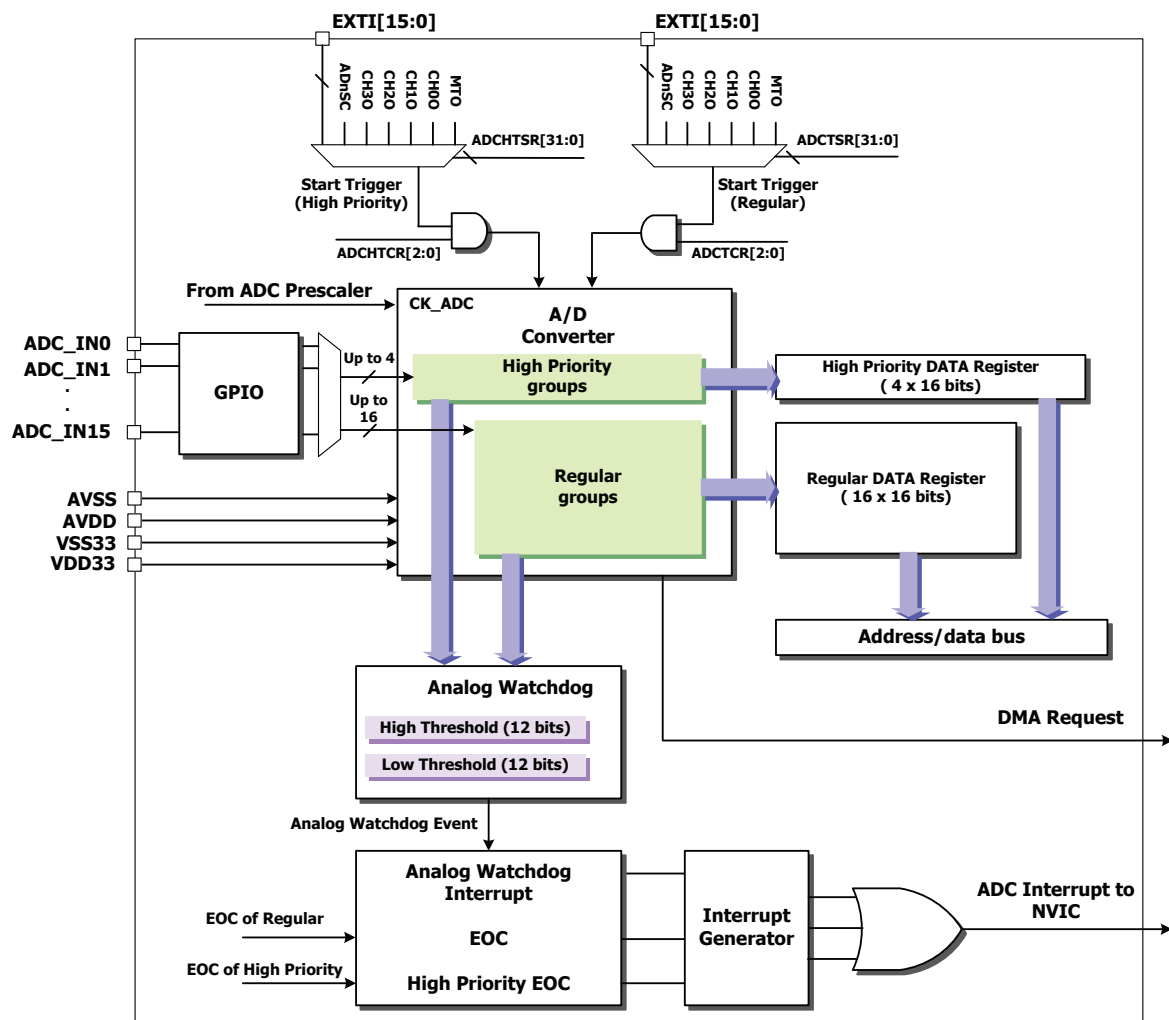 EXTI[15:0]
EXTI[15:0]
ADnSC
CH3O
CH2O
CH1O
CH0O
MTO
ADnSC
CH3O
CH2O
CH1O
CH0O
MTO
ADCHTSR[31:0]
ADCTSR[31:0]
Start Trigger
(High Priority)
Start Trigger
(Regular)
ADCHTCR[2:0]
ADCTCR[2:0]
From ADC Prescaler
CK_ADC
A/D
Converter
ADC_IN0
ADC_IN1
.
.
ADC_IN15
GPIO
Up to 4
Up to
16
High Priority
groups
High Priority DATA Register
( 4 x 16 bits)
Regular
groups
Regular DATA Register
( 16 x 16 bits)
AVSS
AVDD
VSS33
VDD33
Address/data bus
Analog Watchdog
High Threshold (12 bits)
Low Threshold (12 bits)
DMA Request
Analog Watchdog Event
Analog Watchdog
Interrupt
EOC
High Priority EOC
EOC of Regular
EOC of High Priority
Interrupt
Generator
ADC Interrupt to
NVIC